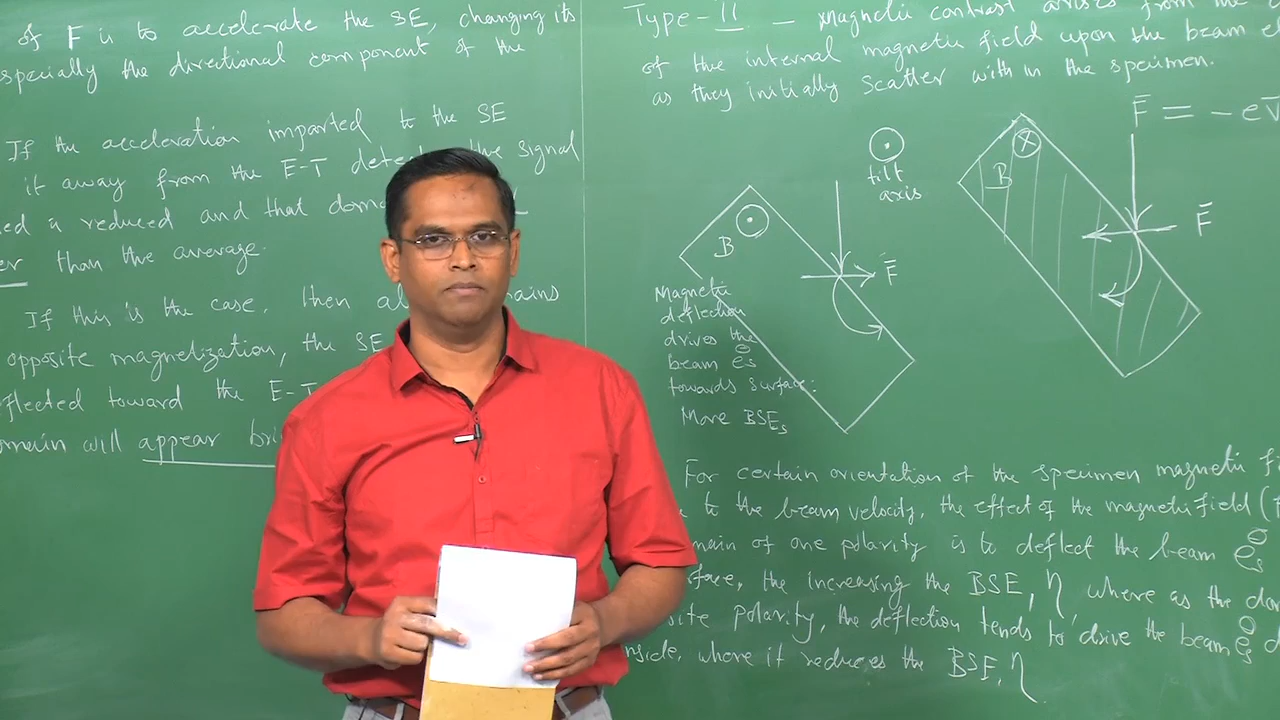 of F is to accelerate the SE, changing its
specially the directional component of the
If the acceleration imparted to the SE
it away from the E-T the signal
ed is reduced and that
er than the average.
If this is the case, then
opposite magnetization, the SE
eflected toward the E-T
omain will appear
Type-II - Magnetic contrast arises from the
of the internal magnetic field upon the beam
as they initially scatter with in the specimen.
F̄ = - e
tilt
axis
B
F̄
B
F̄
Magnetic
deflection
drives the
beam e⊖s
towards surface:
More BSEs
For certain orientation of the specimen magnetic
to the beam velocity, the effect of the magnetic field
main of one polarity is to deflect the beam e⊖s
rface, the increasing the BSE, η, where as the
site polarity, the deflection tends to drive the beam e⊖s
nside, where it reduces the BSE, η